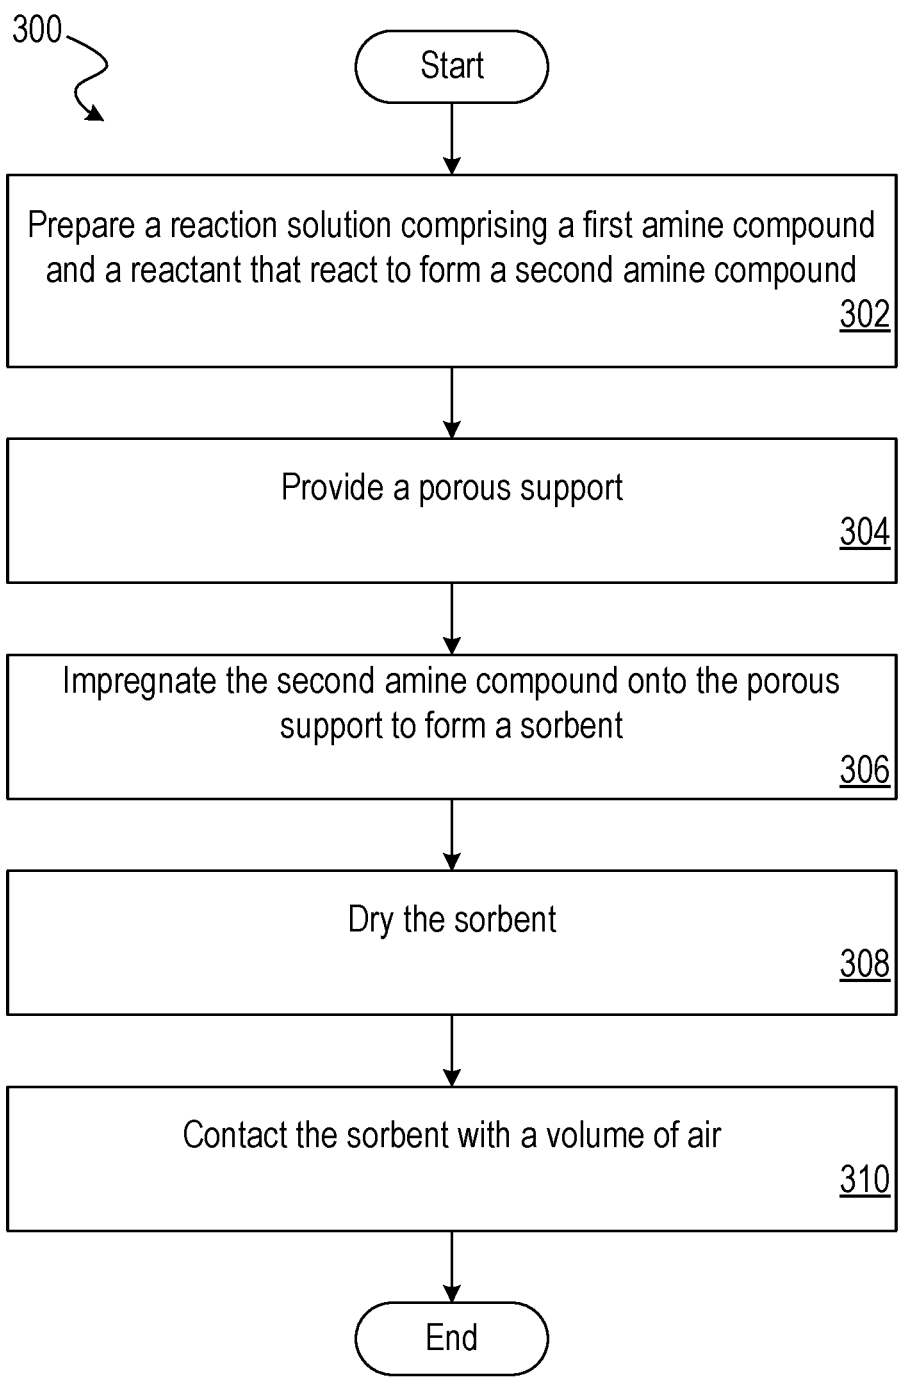 300
Start
Prepare a reaction solution comprising a first amine compound
and a reactant that react to form a second amine compound
302
Provide a porous support
304
Impregnate the second amine compound onto the porous
support to form a sorbent
306
Dry the sorbent
308
Contact the sorbent with a volume of air
310
End